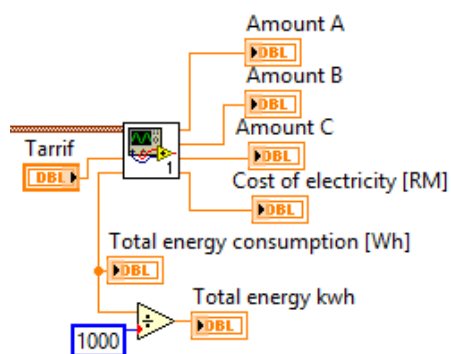 Amount A
DBL
Amount B
DBL
Amount C
DBL
Tarrif
DBL
1
Cost of electricity [RM]
DBL
Total energy consumption [Wh]
DBL
Total energy kwh
DBL
1000